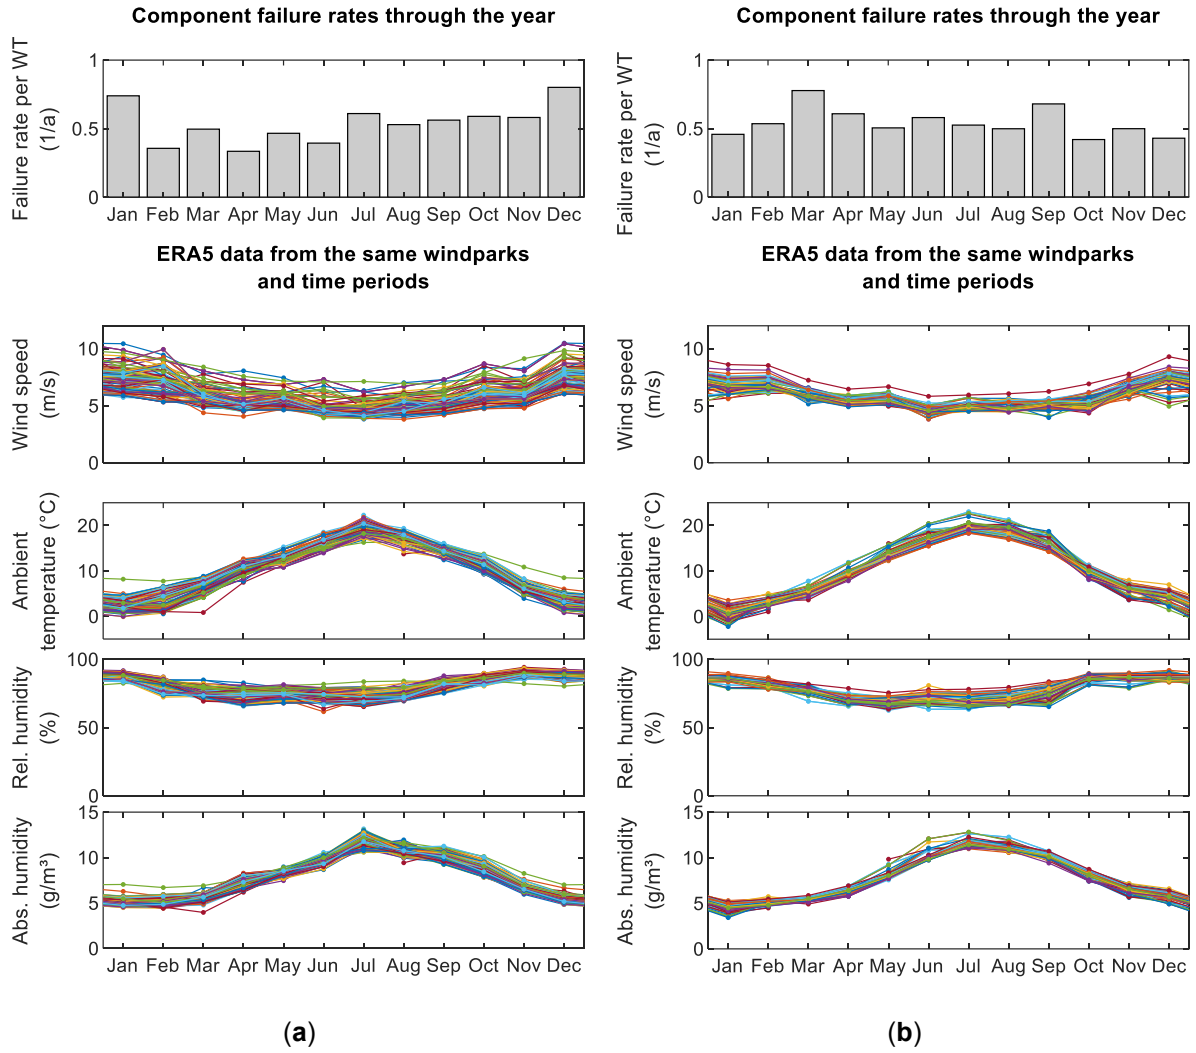 Component failure rates through the year
Failure rate per WT
(1/a)
1
0.5
0
Jan Feb Mar Apr May Jun Jul Aug Sep Oct Nov Dec
ERA5 data from the same windparks
and time periods
Wind speed
(m/s)
10
5
0
Ambient
temperature (°C)
20
10
0
Rel. humidity
(%)
100
50
0
Abs. humidity
(g/m³)
15
10
5
0
Jan Feb Mar Apr May Jun Jul Aug Sep Oct Nov Dec
(a)
Component failure rates through the year
Failure rate per WT
(1/a)
1
0.5
0
Jan Feb Mar Apr May Jun Jul Aug Sep Oct Nov Dec
ERA5 data from the same windparks
and time periods
Wind speed
(m/s)
10
5
0
Ambient
temperature (°C)
20
10
0
Rel. humidity
(%)
100
50
0
Abs. humidity
(g/m³)
15
10
5
0
Jan Feb Mar Apr May Jun Jul Aug Sep Oct Nov Dec
(b)